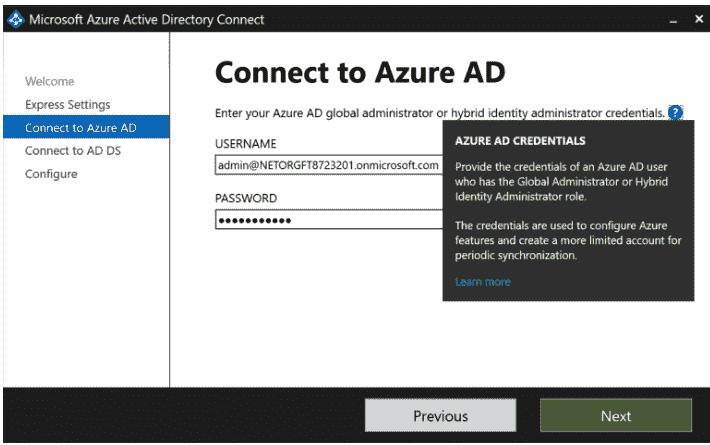 Microsoft Azure Active Directory Connect
Welcome
Express Settings
Connect to Azure AD
Connect to AD DS
Configure
Connect to Azure AD
Enter your Azure AD global administrator or hybrid identity administrator credentials. ?
USERNAME
admin@NETORGFT8723201.onmicrosoft.com
PASSWORD
●●●●●●●●●●●
AZURE AD CREDENTIALS
Provide the credentials of an Azure AD user
who has the Global Administrator or Hybrid
Identity Administrator role.
The credentials are used to configure Azure
features and create a more limited account for
periodic synchronization.
Learn more
Previous
Next